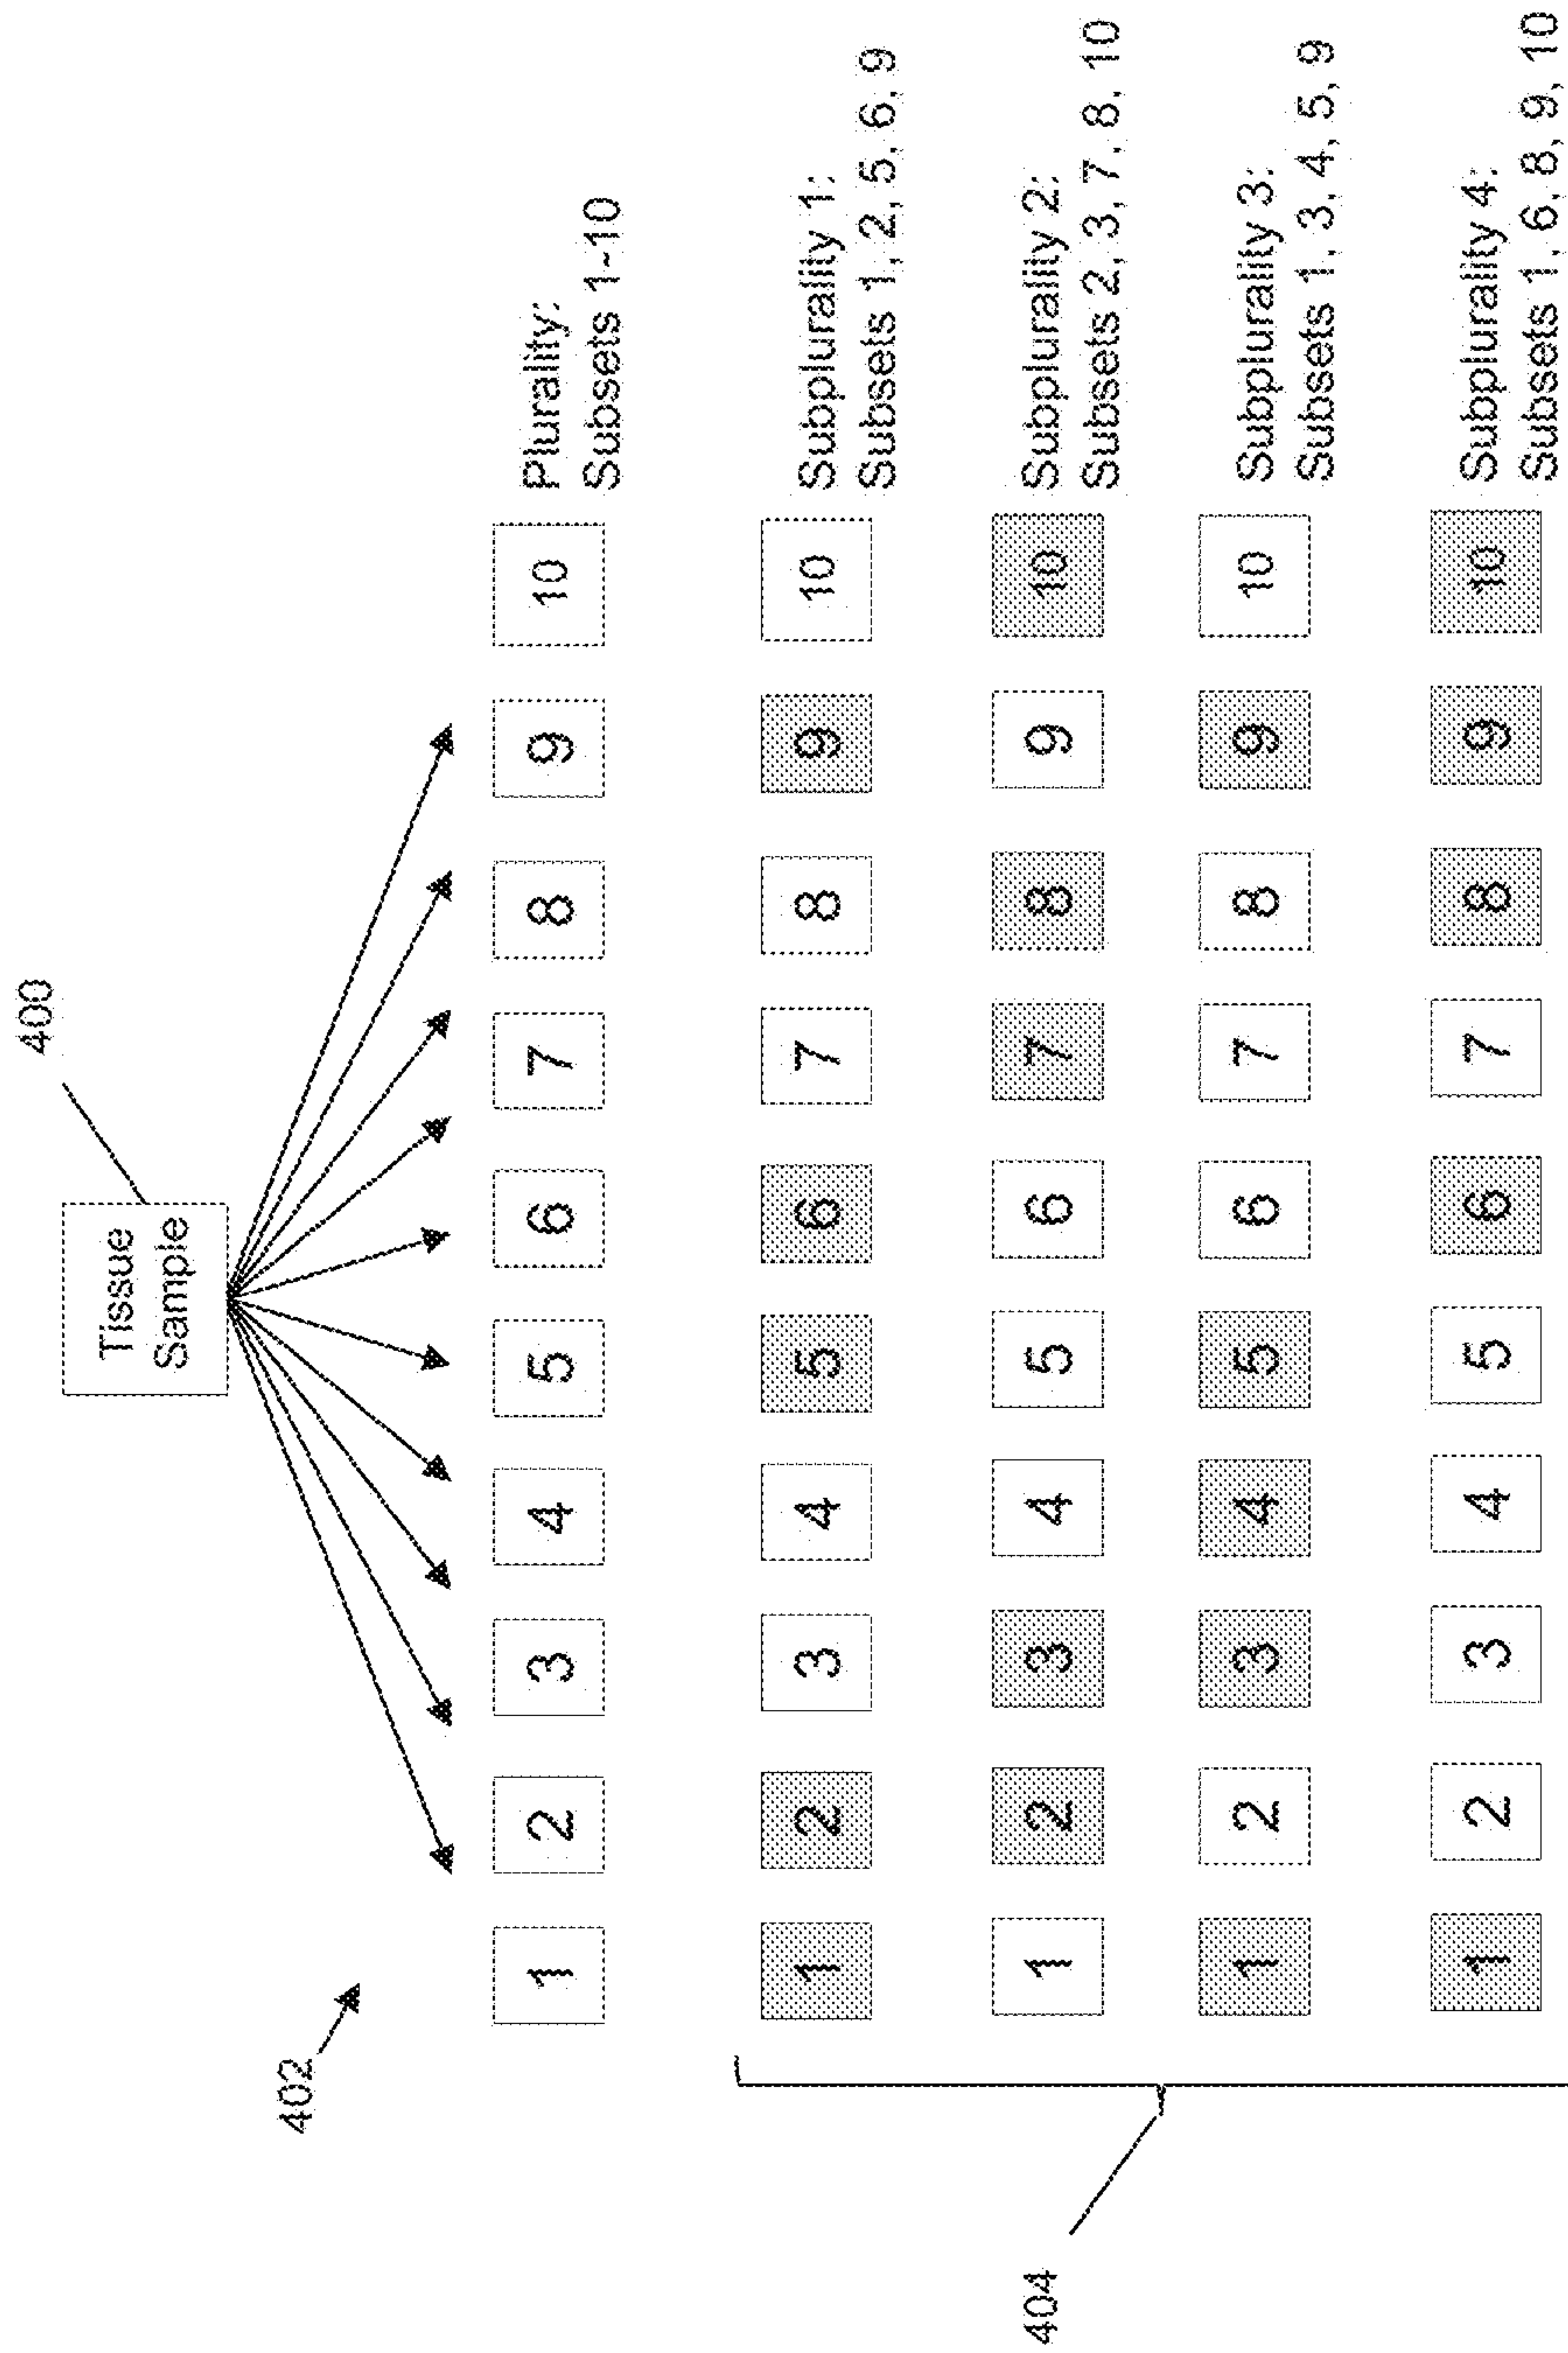 400
Tissue
Sample
402
1 2 3 4 5 6 7 8 9 10
Plurality:
Subsets 1-10
1 2 3 4 5 6 7 8 9 10
Subplurality 1:
Subsets 1, 2, 5, 6, 9
404
1 2 3 4 5 6 7 8 9 10
Subplurality 2:
Subsets 2, 3, 7, 8, 10
1 2 3 4 5 6 7 8 9 10
Subplurality 3:
Subsets 1, 3, 4, 5, 9
1 2 3 4 5 6 7 8 9 10
Subplurality 4:
Subsets 1, 6, 8, 9, 10